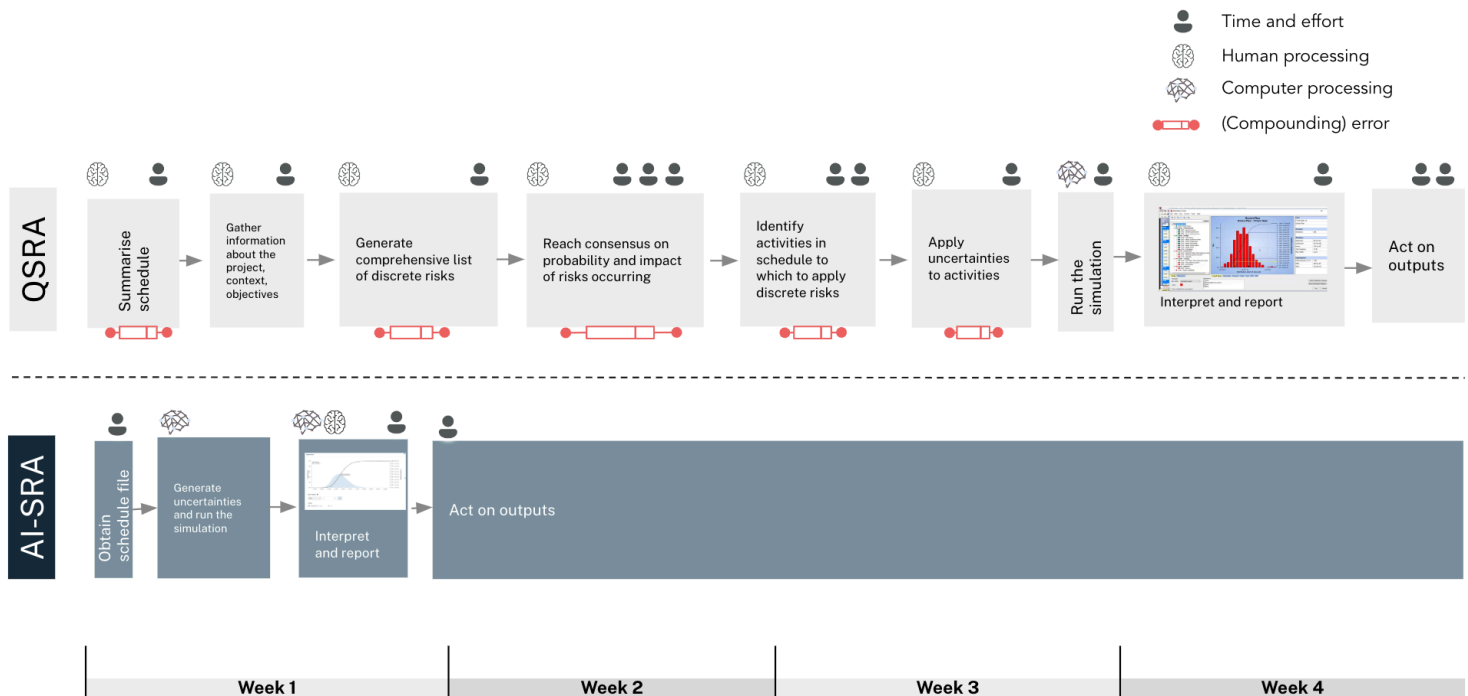 Time and effort
Human processing
Computer processing
(Compounding) error
QSRA
Summarise
schedule
Gather
information
about the
project,
context,
objectives
Generate
comprehensive
list of discrete risks
Reach consensus on
probability and impact
of risks occurring
Identify
activities in
schedule to
which to apply
discrete risks
Apply
uncertainties
to activities
Run the
simulation
Interpret and report
Act on
outputs
AI-SRA
Obtain
schedule file
Generate
uncertainties
and run the
simulation
Interpret
and report
Act on outputs
Week 1
Week 2
Week 3
Week 4